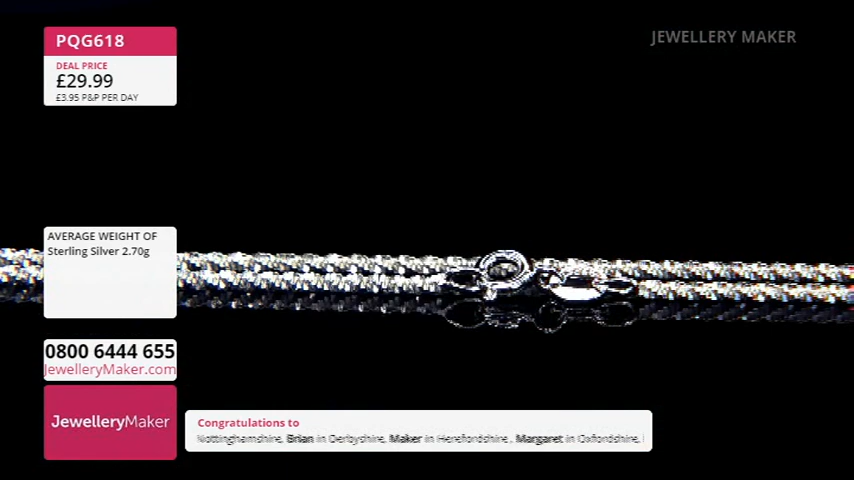 PQG618
DEAL PRICE
£29.99
£3.95 P&P PER DAY
JEWELLERY MAKER
AVERAGE WEIGHT OF
Sterling Silver 2.70g
0800 6444 655
JewelleryMaker.com
JewelleryMaker
Congratulations to
Nottinghamshire, Brian in Derbyshire, Maker in Herefordshire , Margaret in Oxfordshire,